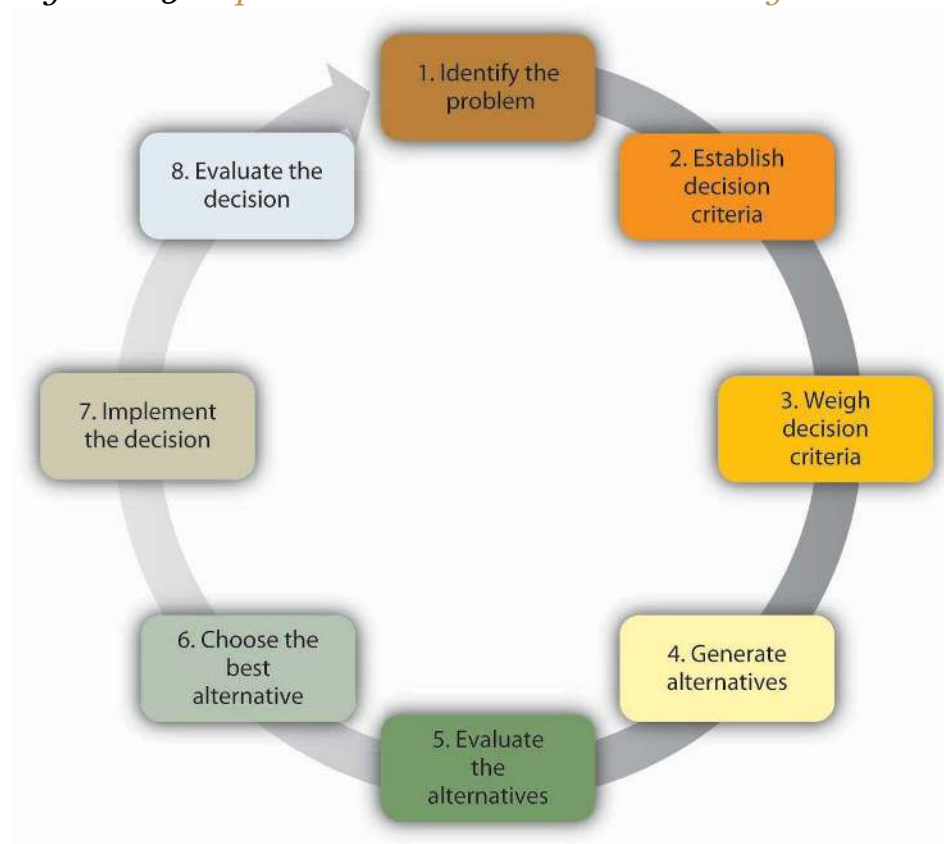 1. Identify the
problem
2. Establish
decision
criteria
3. Weigh
decision
criteria
4. Generate
alternatives
5. Evaluate
the
alternatives
6. Choose the
best
alternative
7. Implement
the decision
8. Evaluate the
decision